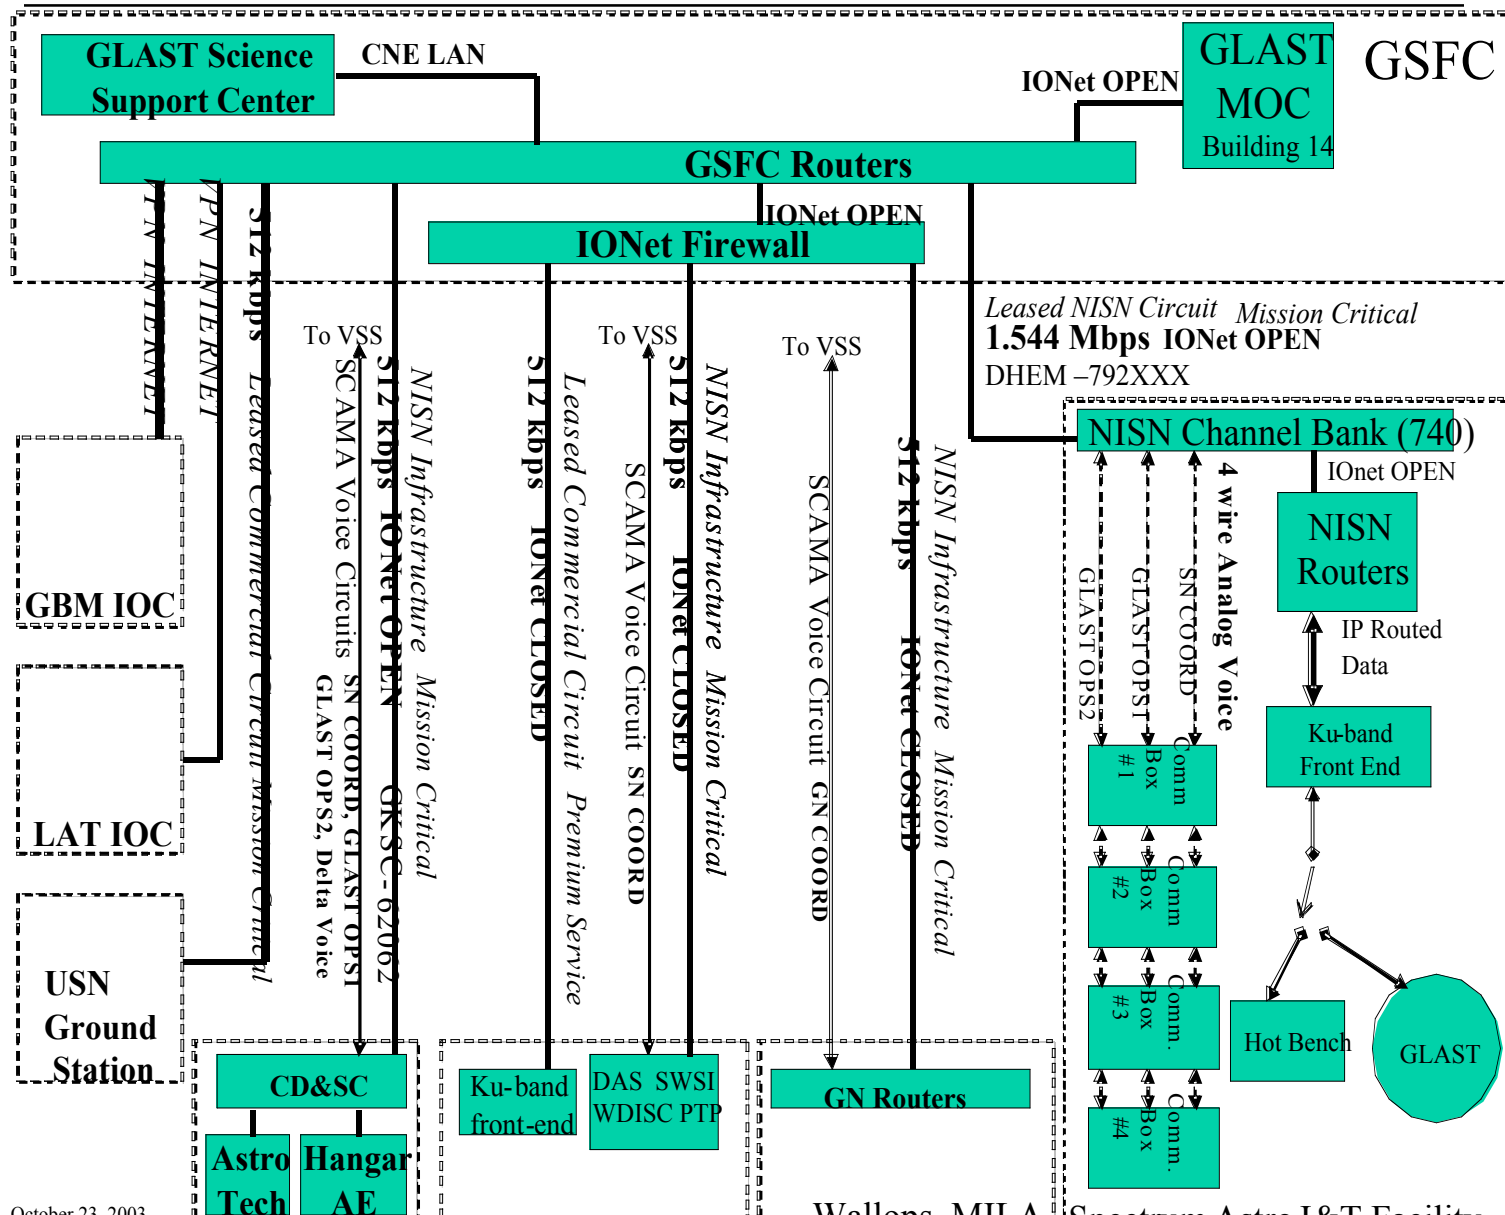 GLAST Science
Support Center
CNE LAN
IONet OPEN
GLAST
MOC
Building 14
GSFC
GSFC Routers
IONet OPEN
IONet Firewall
VPN INTERNET
VPN INTERNET
512 kbps Leased Commercial Circuit Mission Critical
To VSS
SCAMA Voice Circuits SN COORD, GLAST OPS1
GLAST OPS2, Delta Voice
512 kbps IONet OPEN GKSC-62062
NISN Infrastructure Mission Critical
512 kbps IONet CLOSED
Leased Commercial Circuit Premium Service
To VSS
SCAMA Voice Circuit SN COORD
512 kbps IONet CLOSED
NISN Infrastructure Mission Critical
To VSS
SCAMA Voice Circuit GN COORD
512 kbps IONet CLOSED
NISN Infrastructure Mission Critical
Leased NISN Circuit Mission Critical
1.544 Mbps IONet OPEN
DHEM –792XXX
NISN Channel Bank (740)
IOnet OPEN
4 wire Analog Voice
SN COORD
GLAST OPS1
GLAST OPS2
NISN
Routers
IP Routed
Data
Ku-band
Front End
Comm
Box
#1
Comm
Box
#2
Comm.
Box
#3
Comm.
Box
#4
Hot Bench
GLAST
GBM IOC
LAT IOC
USN
Ground
Station
CD&SC
Astro
Tech
Hangar
AE
Ku-band
front-end
DAS SWSI
WDISC PTP
GN Routers
October 23, 2003
Wallops, MILA
Spectrum Astro I&T Facility